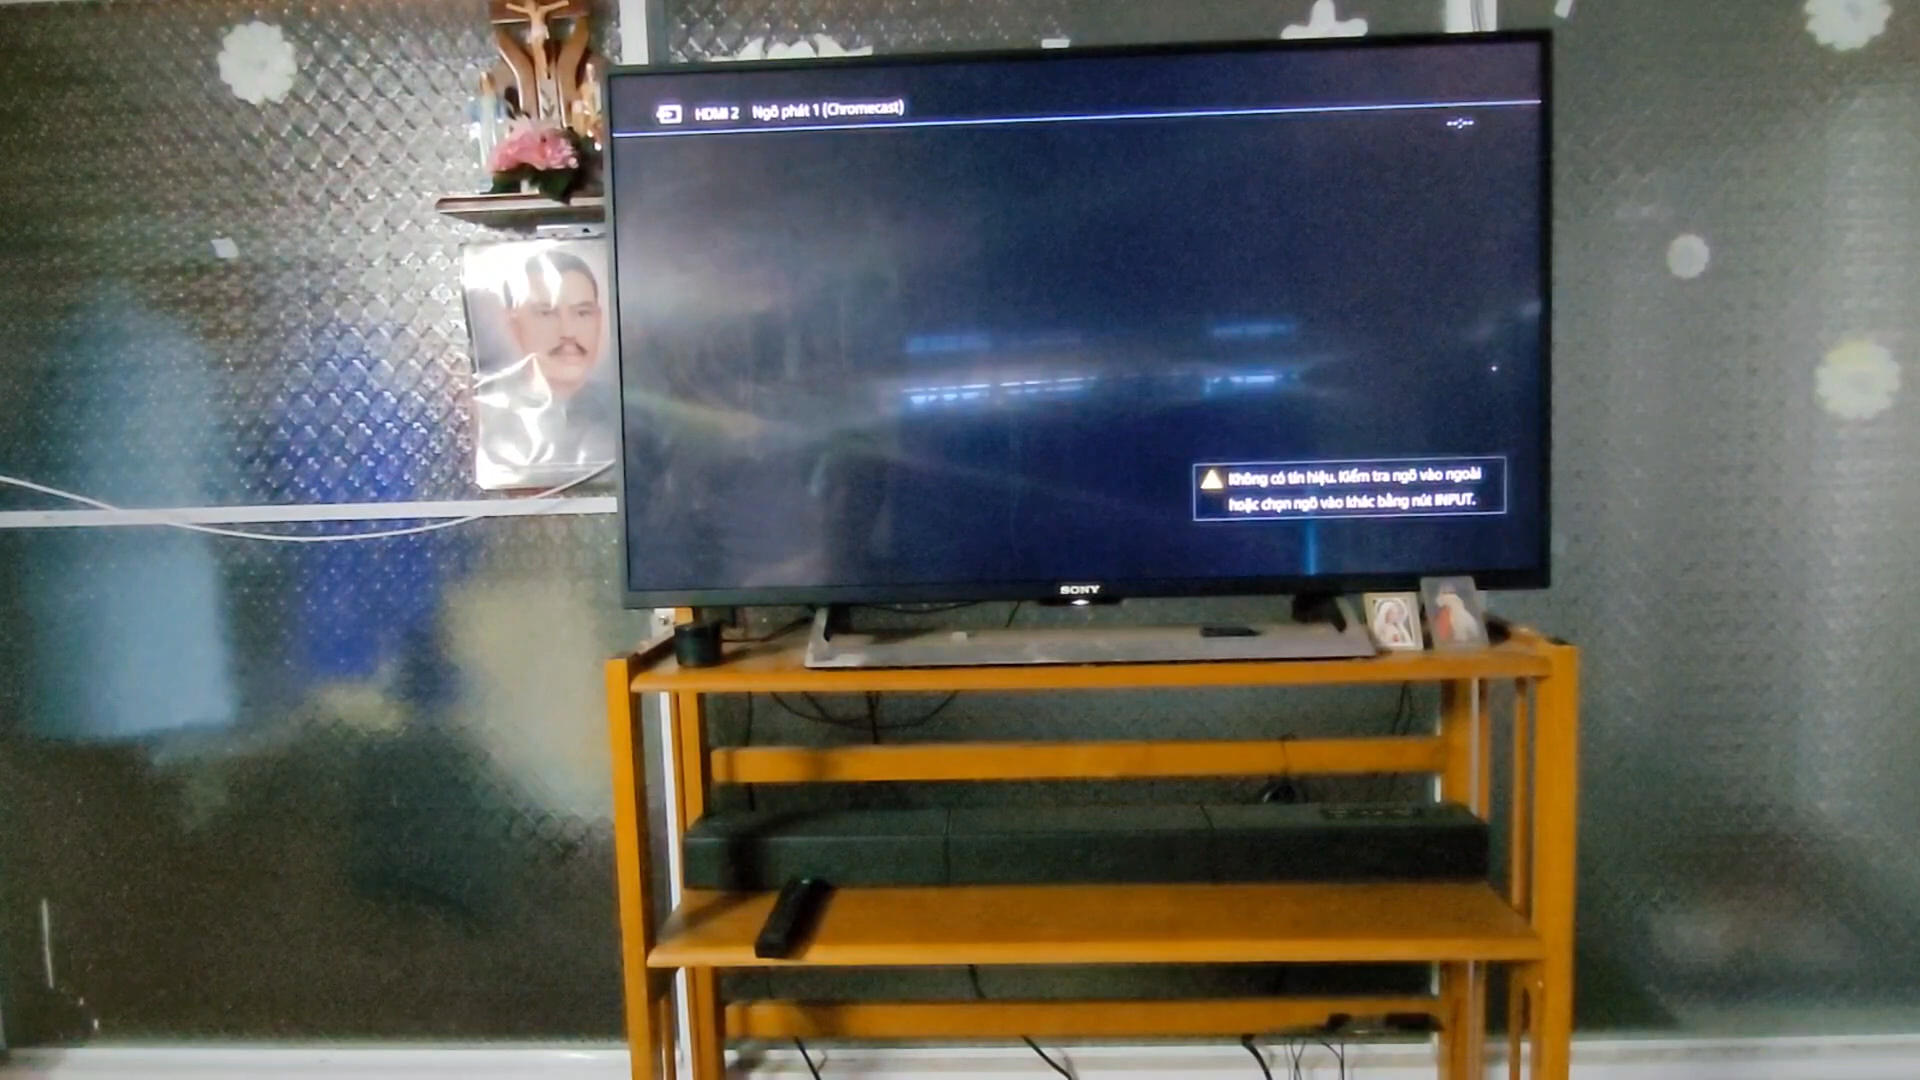 HDMI 2 Ngõ phát 1 (Chromecast)
--:--
Không có tín hiệu. Kiểm tra ngõ vào ngoài
hoặc chọn ngõ vào khác bằng nút INPUT.
SONY